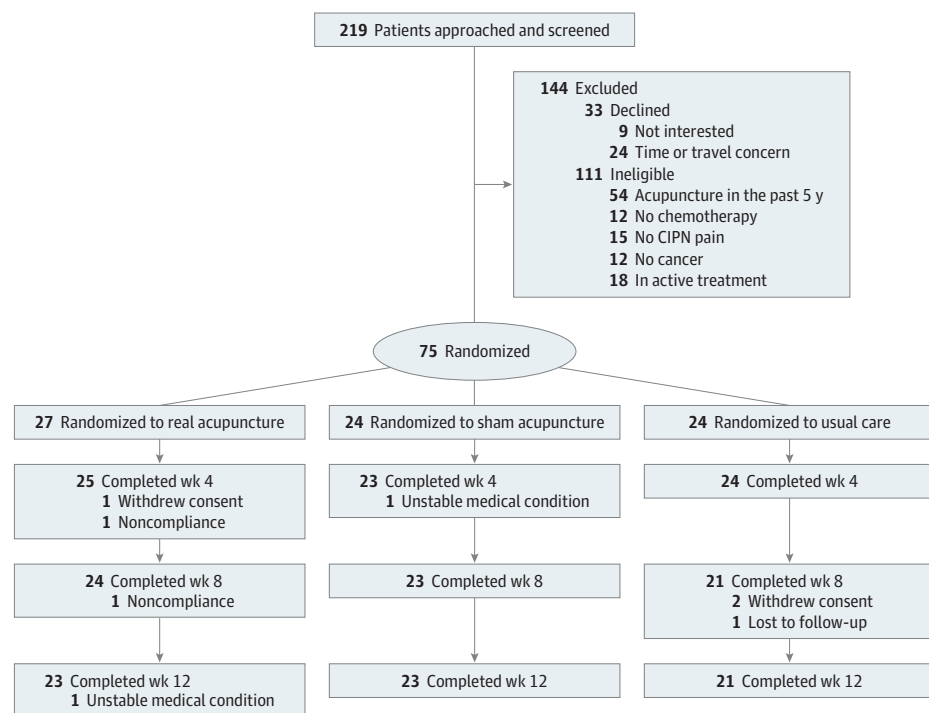 219 Patients approached and screened
144 Excluded
33 Declined
9 Not interested
24 Time or travel concern
111 Ineligible
54 Acupuncture in the past 5 y
12 No chemotherapy
15 No CIPN pain
12 No cancer
18 In active treatment
75 Randomized
27 Randomized to real acupuncture
24 Randomized to sham acupuncture
24 Randomized to usual care
25 Completed wk 4
1 Withdrew consent
1 Noncompliance
23 Completed wk 4
1 Unstable medical condition
24 Completed wk 4
24 Completed wk 8
1 Noncompliance
23 Completed wk 8
21 Completed wk 8
2 Withdrew consent
1 Lost to follow-up
23 Completed wk 12
1 Unstable medical condition
23 Completed wk 12
21 Completed wk 12